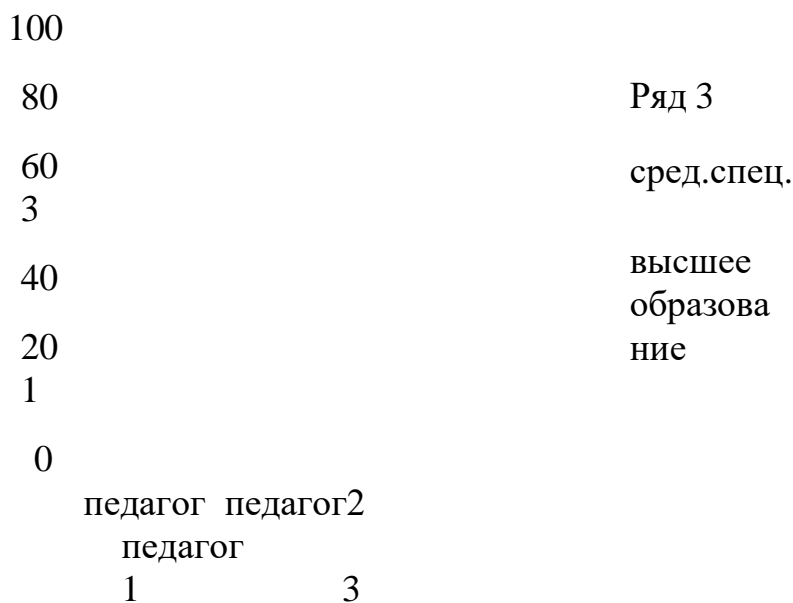 100
80
60
3
40
20
1
0
педагог педагог2
педагог
1 3
Ряд 3
сред.спец.
высшее
образова
ние